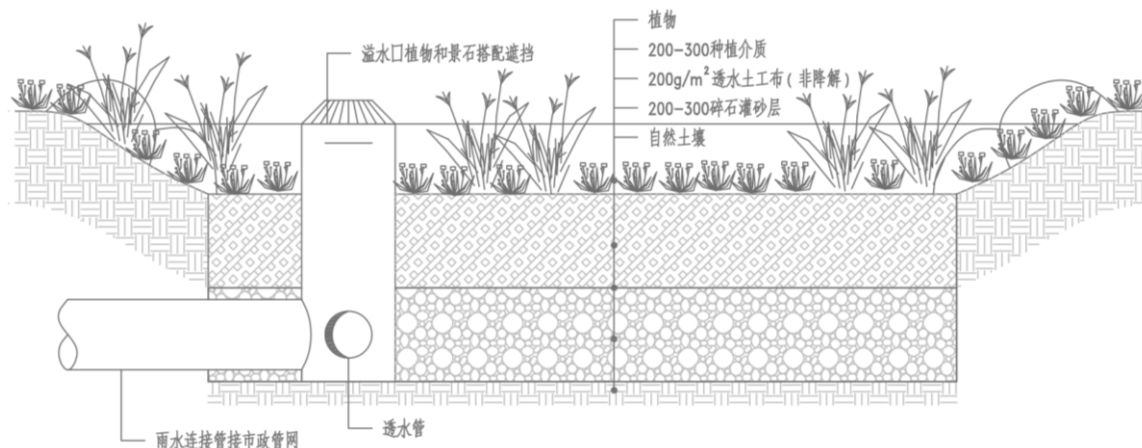 植物
200-300种植介质
200g/m²透水土工布(非降解)
200-300碎石灌砂层
自然土壤
溢水口植物和景石搭配遮挡
透水管
雨水连接管接市政管网